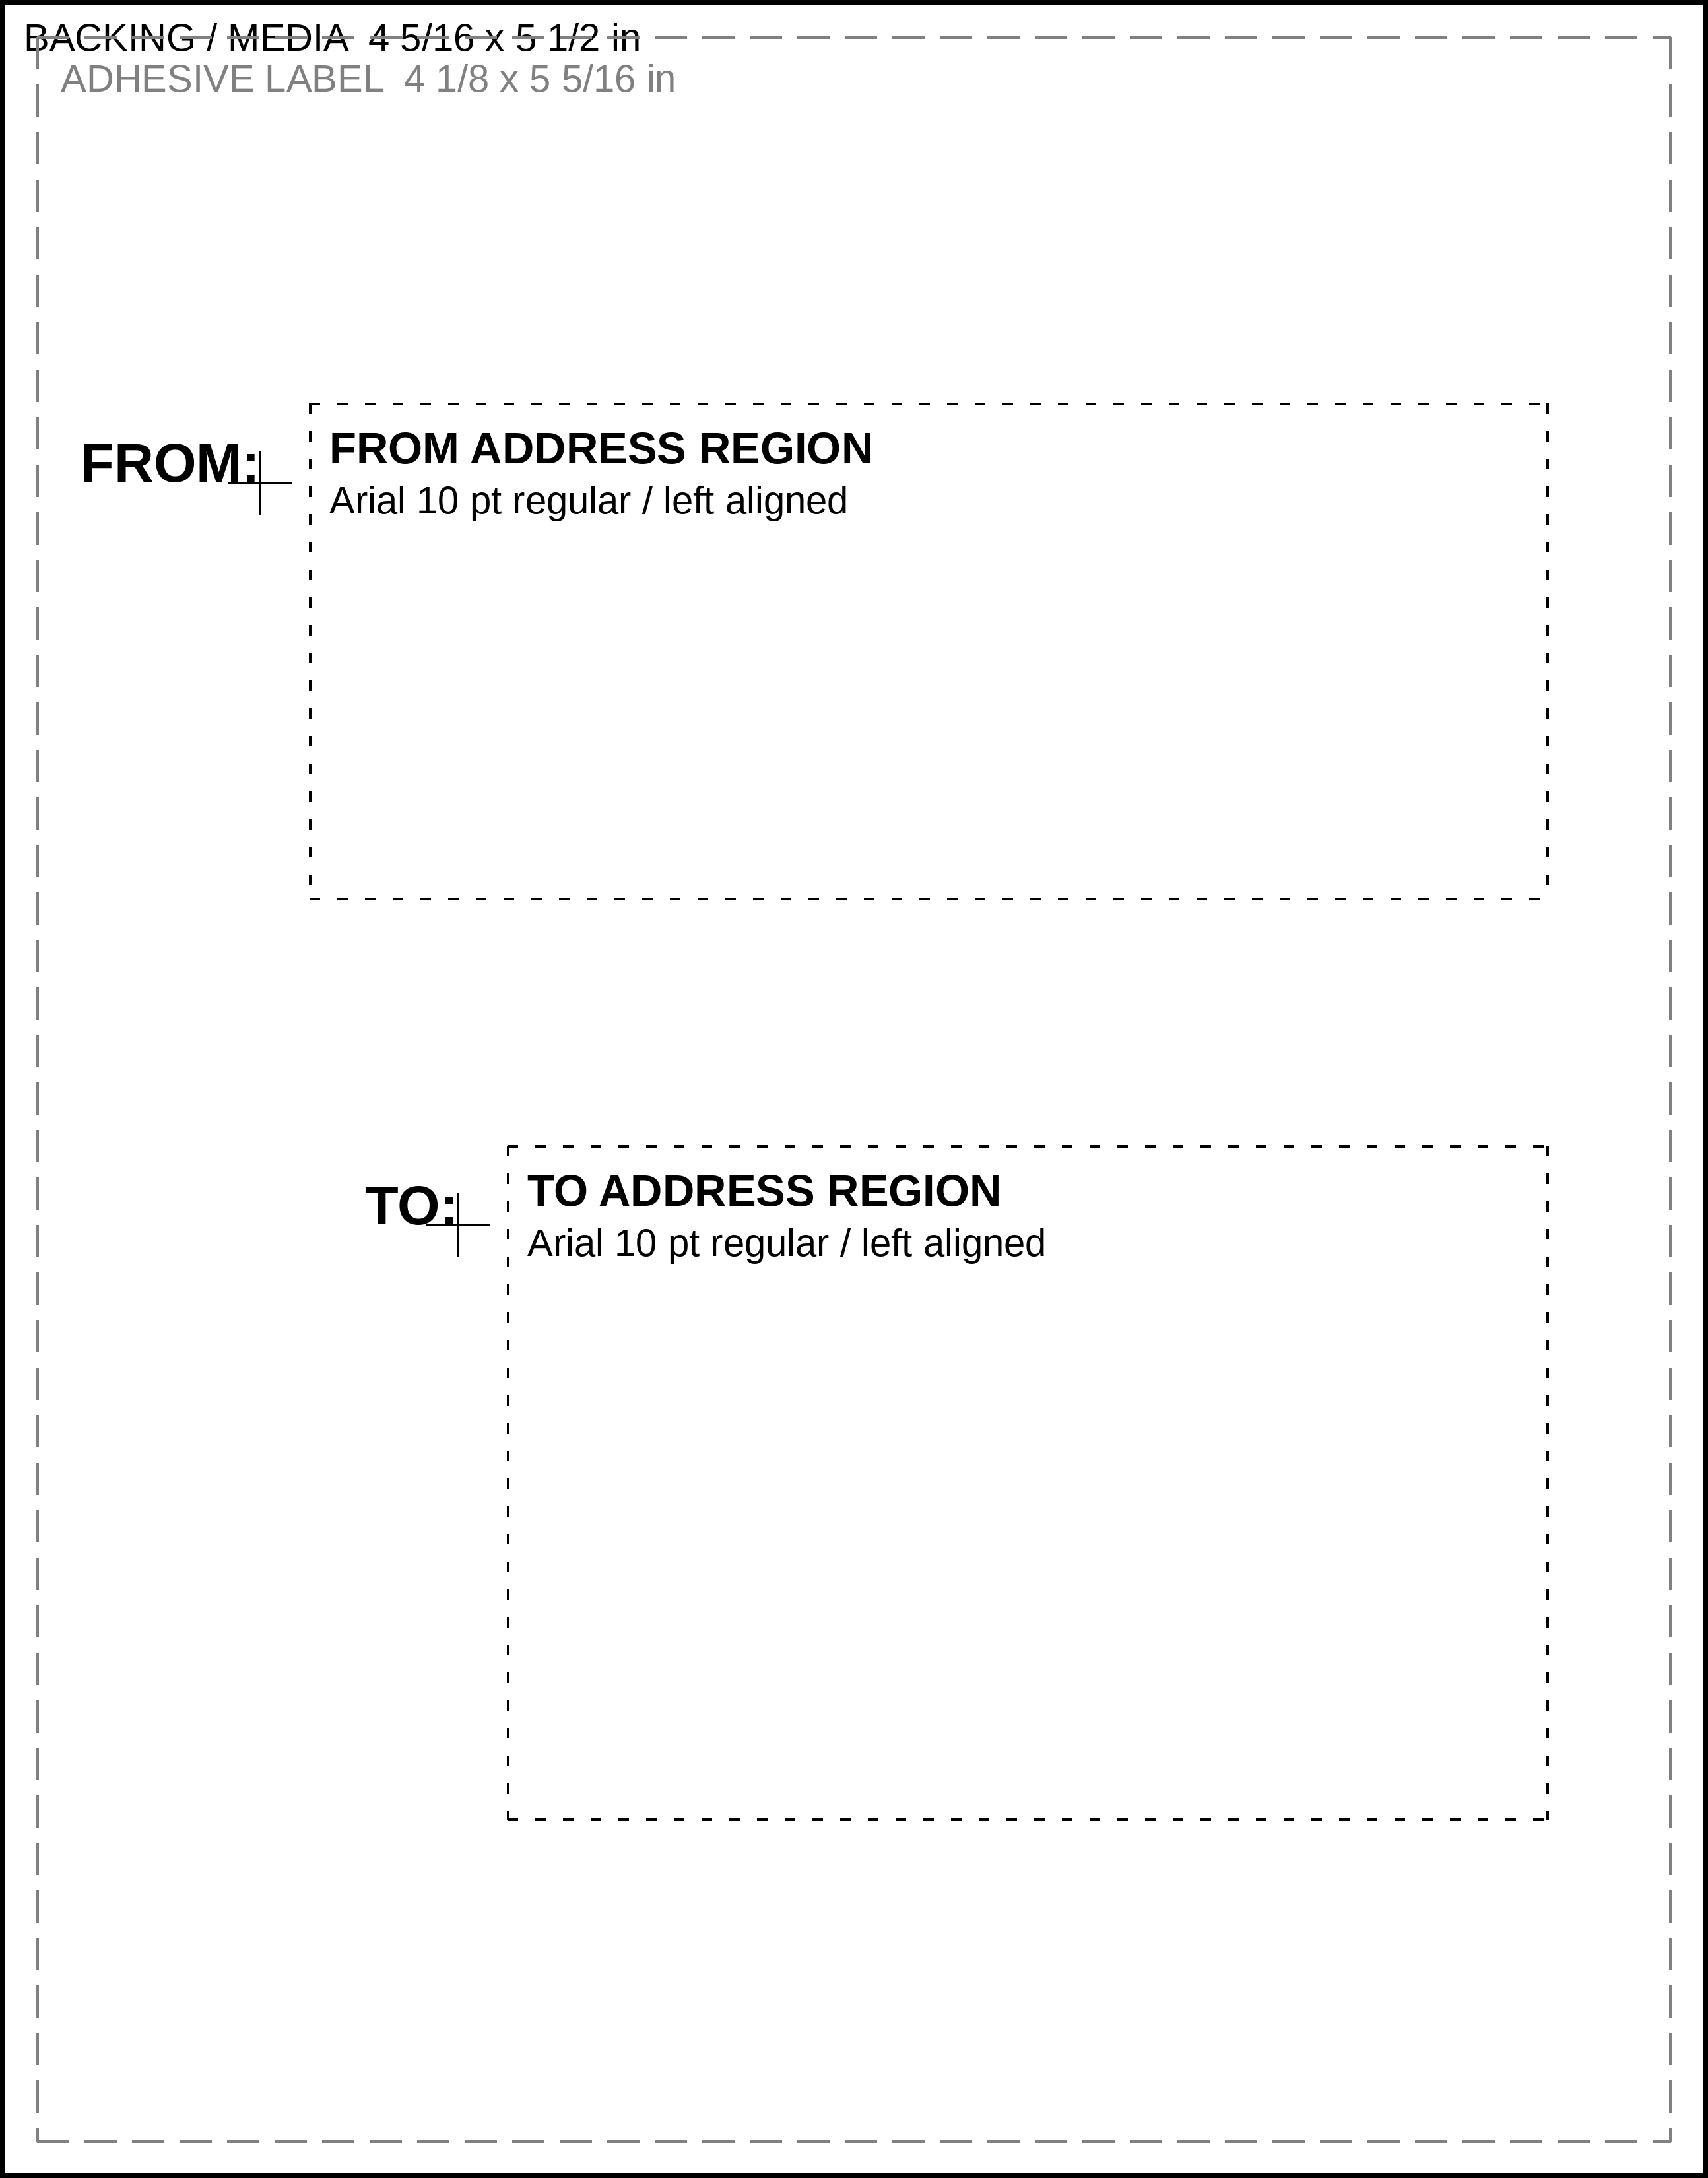 BACKING / MEDIA  4 5/16 x 5 1/2 in
ADHESIVE LABEL  4 1/8 x 5 5/16 in
FROM:
FROM ADDRESS REGION
Arial 10 pt regular / left aligned
TO:
TO ADDRESS REGION
Arial 10 pt regular / left aligned